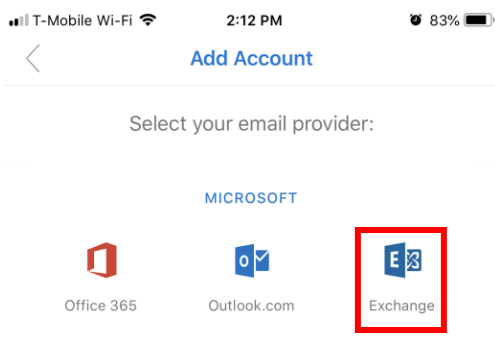 T-Mobile Wi-Fi 2:12 PM 83%
Add Account
Select your email provider:
MICROSOFT
Office 365 Outlook.com Exchange